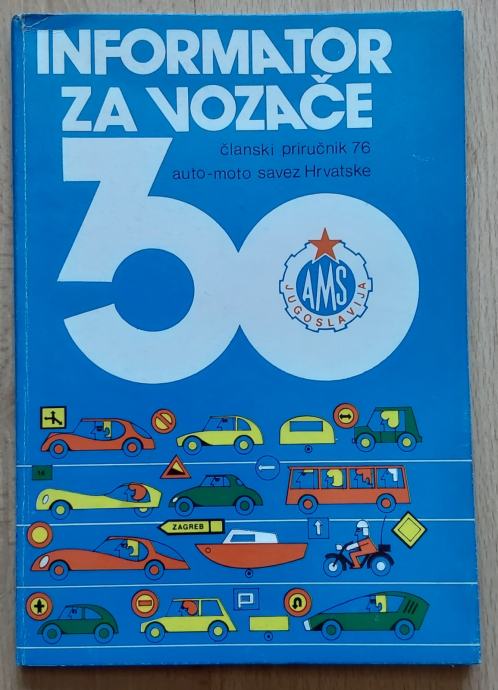 INFORMATOR
ZA VOZAČE
članski priručnik 76
auto-moto savez Hrvatske
30
AMS
JUGOSLAVIJA
ZAGREB
P